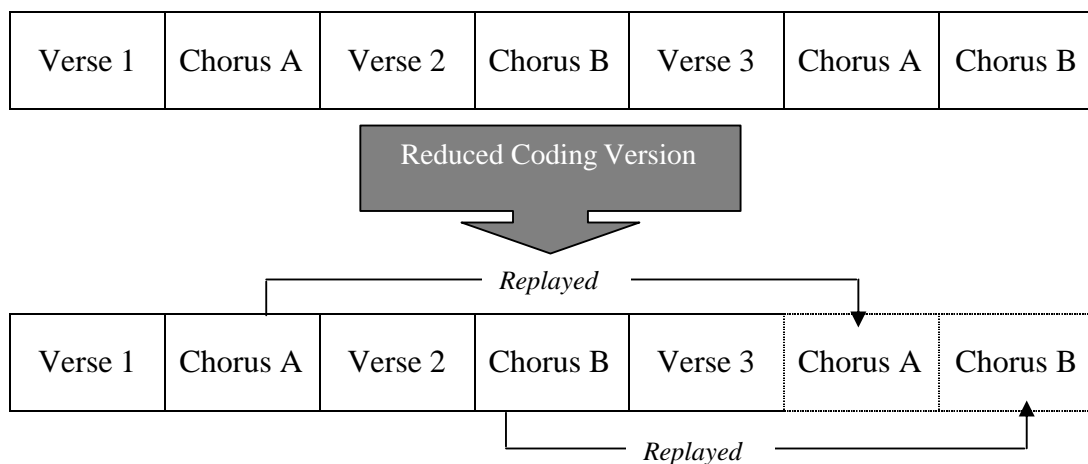 Verse 1 Chorus A Verse 2 Chorus B Verse 3 Chorus A Chorus B
Reduced Coding Version
Replayed
Verse 1 Chorus A Verse 2 Chorus B Verse 3 Chorus A Chorus B
Replayed